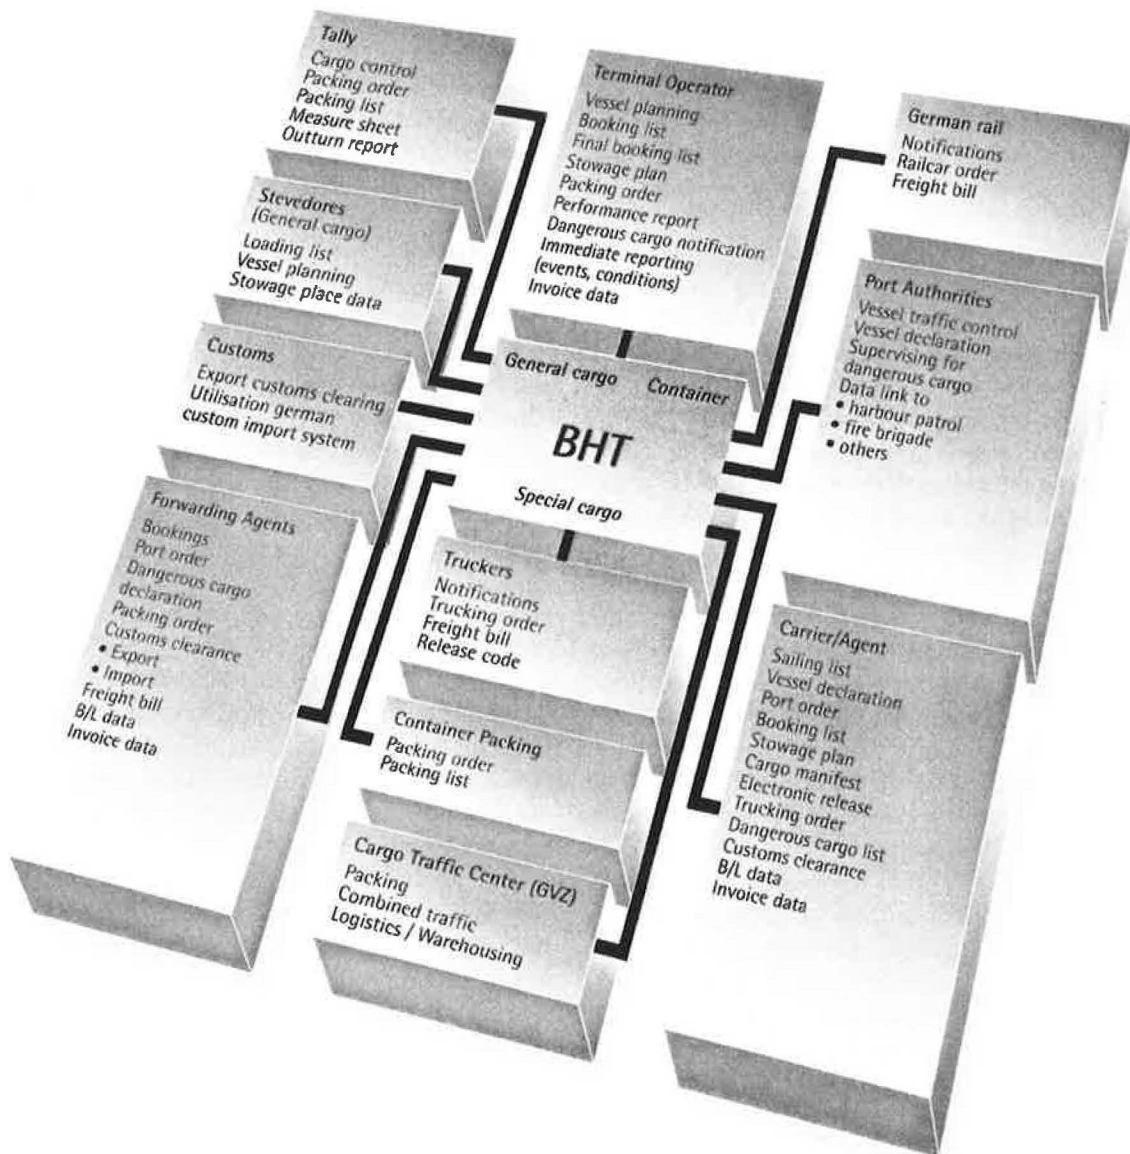 Tally
Cargo control
Packing order
Packing list
Measure sheet
Outturn report
Terminal Operator
Vessel planning
Booking list
Final booking list
Stowage plan
Packing order
Performance report
Dangerous cargo notification
Immediate reporting
(events, conditions)
Invoice data
German rail
Notifications
Railcar order
Freight bill
Stevedores
(General cargo)
Loading list
Vessel planning
Stowage place data
Port Authorities
Vessel traffic control
Vessel declaration
Supervising for
dangerous cargo
Data link to
• harbour patrol
• fire brigade
• others
Customs
Export customs clearing
Utilisation german
custom import system
General cargo Container
BHT
Special cargo
Forwarding Agents
Bookings
Port order
Dangerous cargo
declaration
Packing order
Customs clearance
• Export
• Import
Freight bill
B/L data
Invoice data
Truckers
Notifications
Trucking order
Freight bill
Release code
Container Packing
Packing order
Packing list
Cargo Traffic Center (GVZ)
Packing
Combined traffic
Logistics / Warehousing
Carrier/Agent
Sailing list
Vessel declaration
Port order
Booking list
Stowage plan
Cargo manifest
Electronic release
Trucking order
Dangerous cargo list
Customs clearance
B/L data
Invoice data